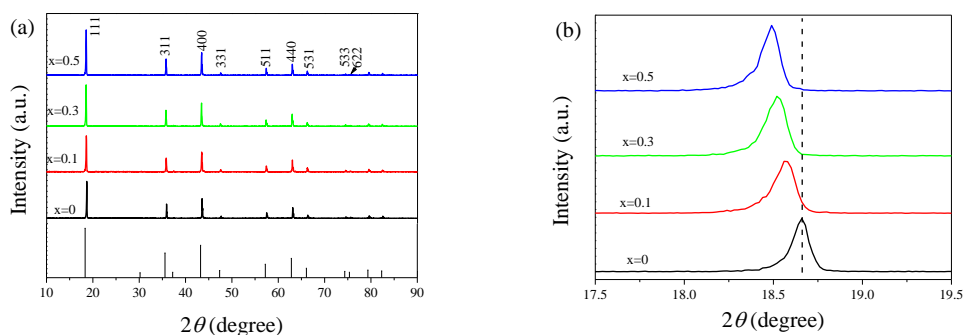 (a)
111
311
400
331
511
440
531
533
622
x=0.5
x=0.3
x=0.1
x=0
Intensity (a.u.)
10 20 30 40 50 60 70 80 90
2θ (degree)
(b)
x=0.5
x=0.3
x=0.1
x=0
Intensity (a.u.)
17.5 18.0 18.5 19.0 19.5
2θ (degree)